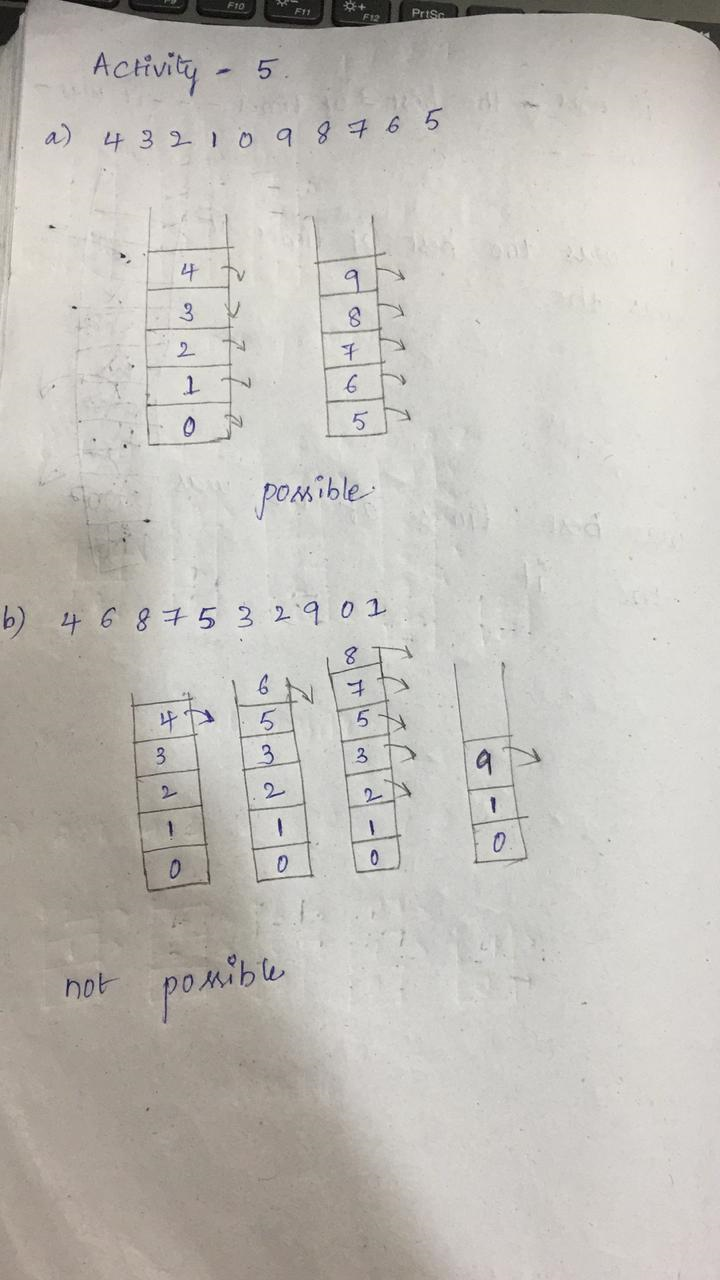 F10 F11 F12 PrtSc
Activity - 5.
a) 4 3 2 1 0 9 8 7 6 5
4 9
3 8
2 7
1 6
0 5
possible.
b) 4 6 8 7 5 3 2 9 0 1
8
6 7
4 5 5
3 3 3 9
2 2 2 1
1 1 1 0
0 0 0
not possible